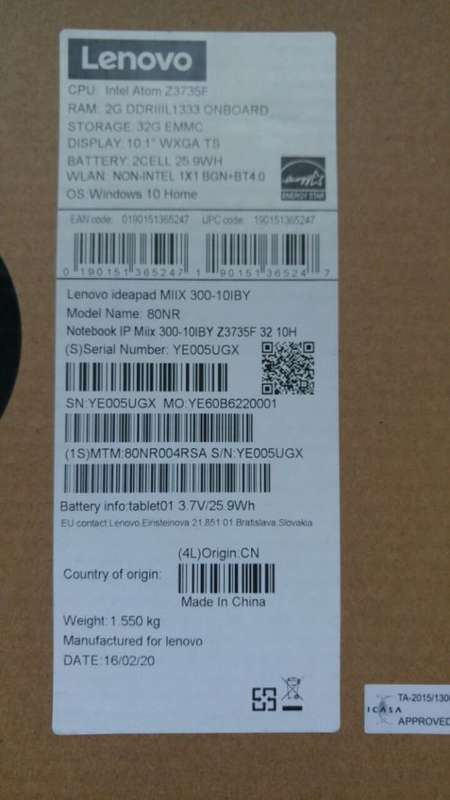 Lenovo
CPU: Intel Atom Z3735F
RAM: 2G DDRIIIL1333 ONBOARD
STORAGE: 32G EMMC
DISPLAY: 10.1" WXGA TS
BATTERY: 2CELL 25.9WH
WLAN: NON-INTEL 1X1 BGN+BT4.0
OS:Windows 10 Home
ENERGY STAR
EAN code: 0190151365247 UPC code: 190151365247
0 190151 365247 1 90151 36524 7
Lenovo ideapad MIIX 300-10IBY
Model Name: 80NR
Notebook IP Miix 300-10IBY Z3735F 32 10H
(S)Serial Number: YE005UGX
SN:YE005UGX MO:YE60B6220001
(1S)MTM:80NR004RSA S/N:YE005UGX
Battery info:tablet01 3.7V/25.9Wh
EU contact:Lenovo,Einsteinova 21,851 01 Bratislava,Slovakia
(4L)Origin:CN
Country of origin:
Made In China
Weight:1.550 kg
Manufactured for lenovo
DATE:16/02/20
TA-2015/130
ICASA
APPROVED